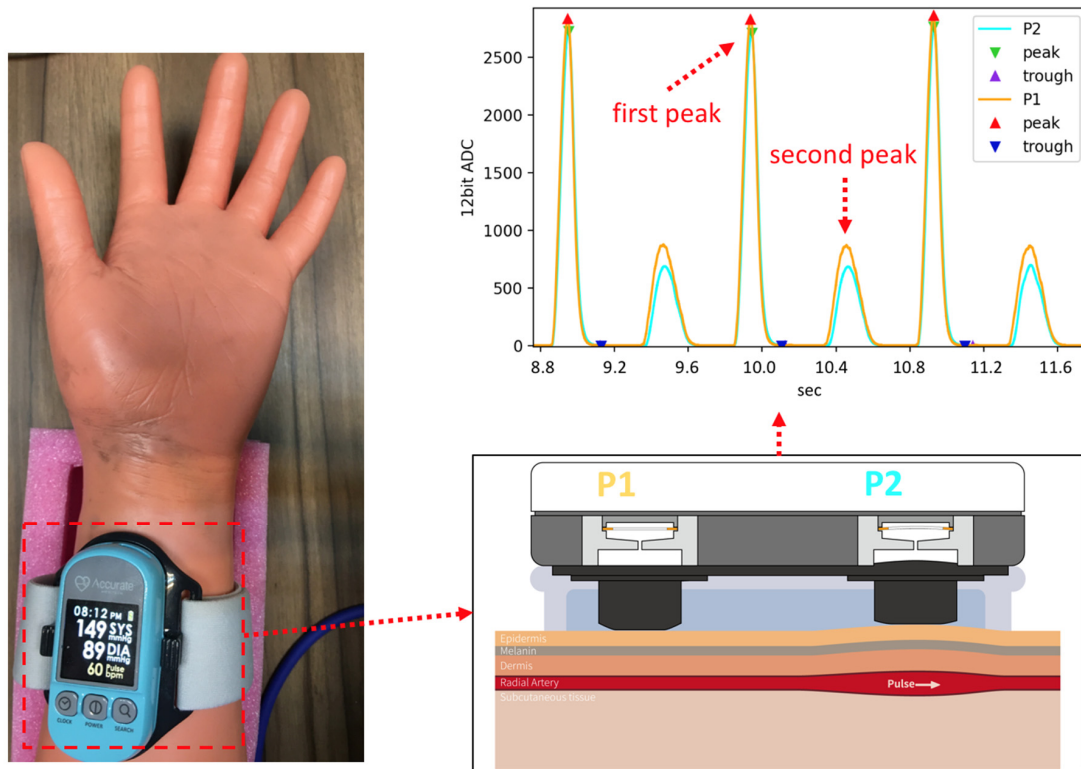 2500
2000
1500
1000
500
0
12bit ADC
8.8 9.2 9.6 10.0 10.4 10.8 11.2 11.6
sec
P2
peak
trough
P1
peak
trough
first peak
second peak
Accurate
08:12 PM
149 SYS
mmHg
89 DIA
mmHg
60 Pulse
bpm
CLOCK POWER SEARCH
P1 P2
Epidermis
Melanin
Dermis
Radial Artery
Pulse
Subcutaneous tissue